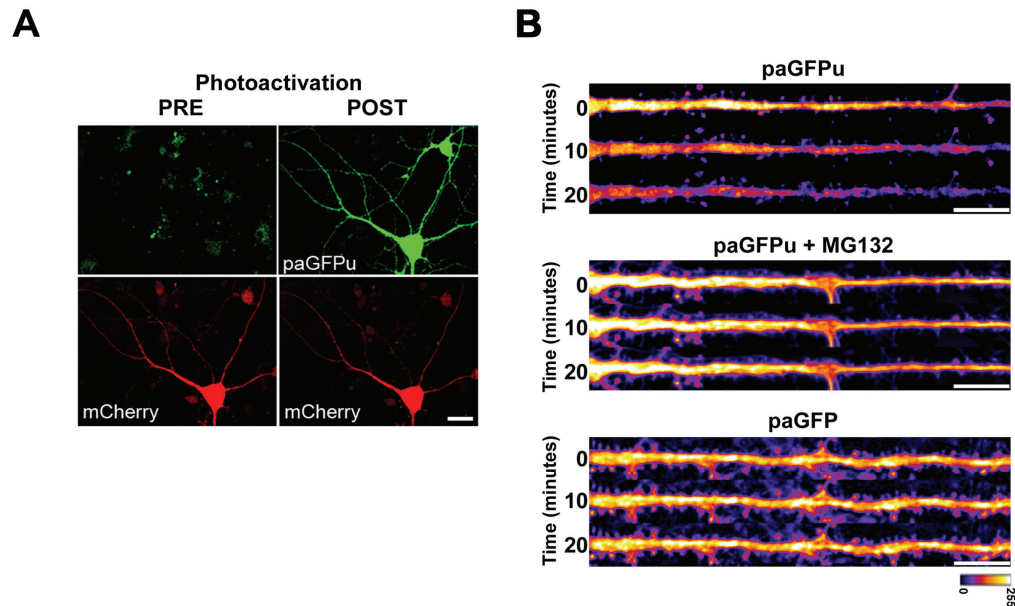 A
Photoactivation
PRE POST
paGFPu
mCherry mCherry
B
paGFPu
Time (minutes)
0
10
20
paGFPu + MG132
Time (minutes)
0
10
20
paGFP
Time (minutes)
0
10
20
0 255